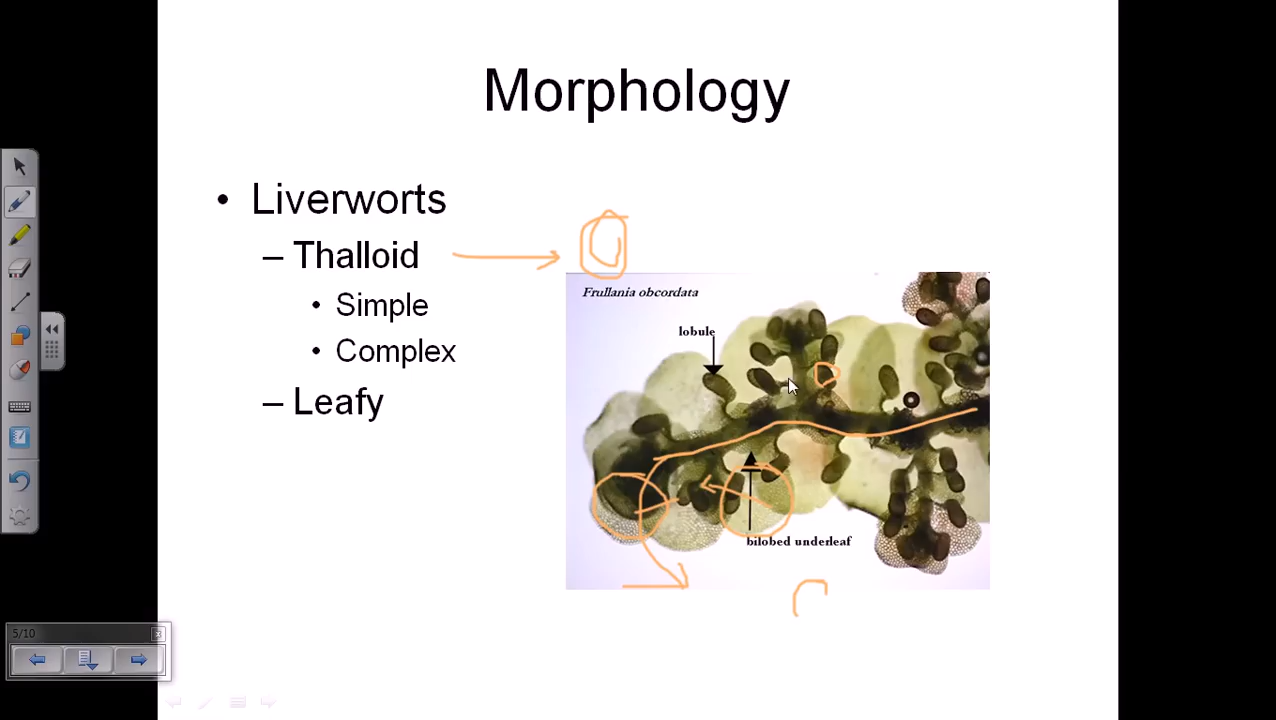 Morphology
• Liverworts
– Thalloid
• Simple
• Complex
– Leafy
Frullania obcordata
lobule
bilobed underleaf
5/10